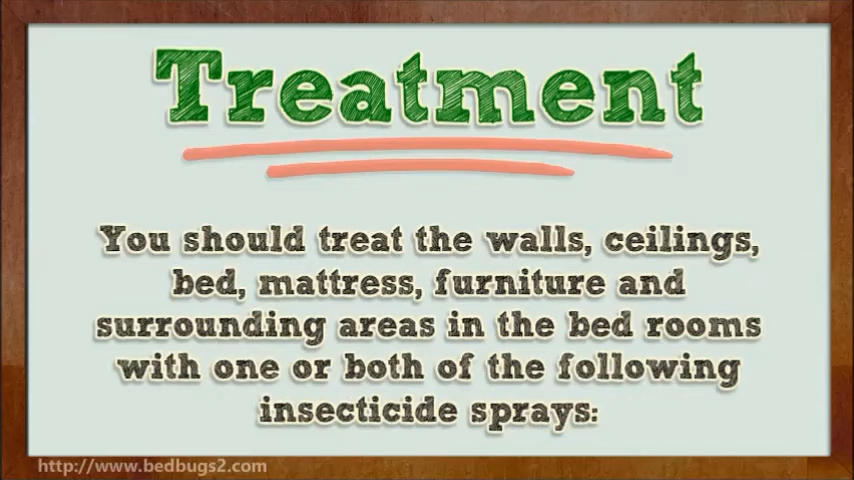 Treatment
You should treat the walls, ceilings,
bed, mattress, furniture and
surrounding areas in the bed rooms
with one or both of the following
insecticide sprays:
http://www.bedbugs2.com